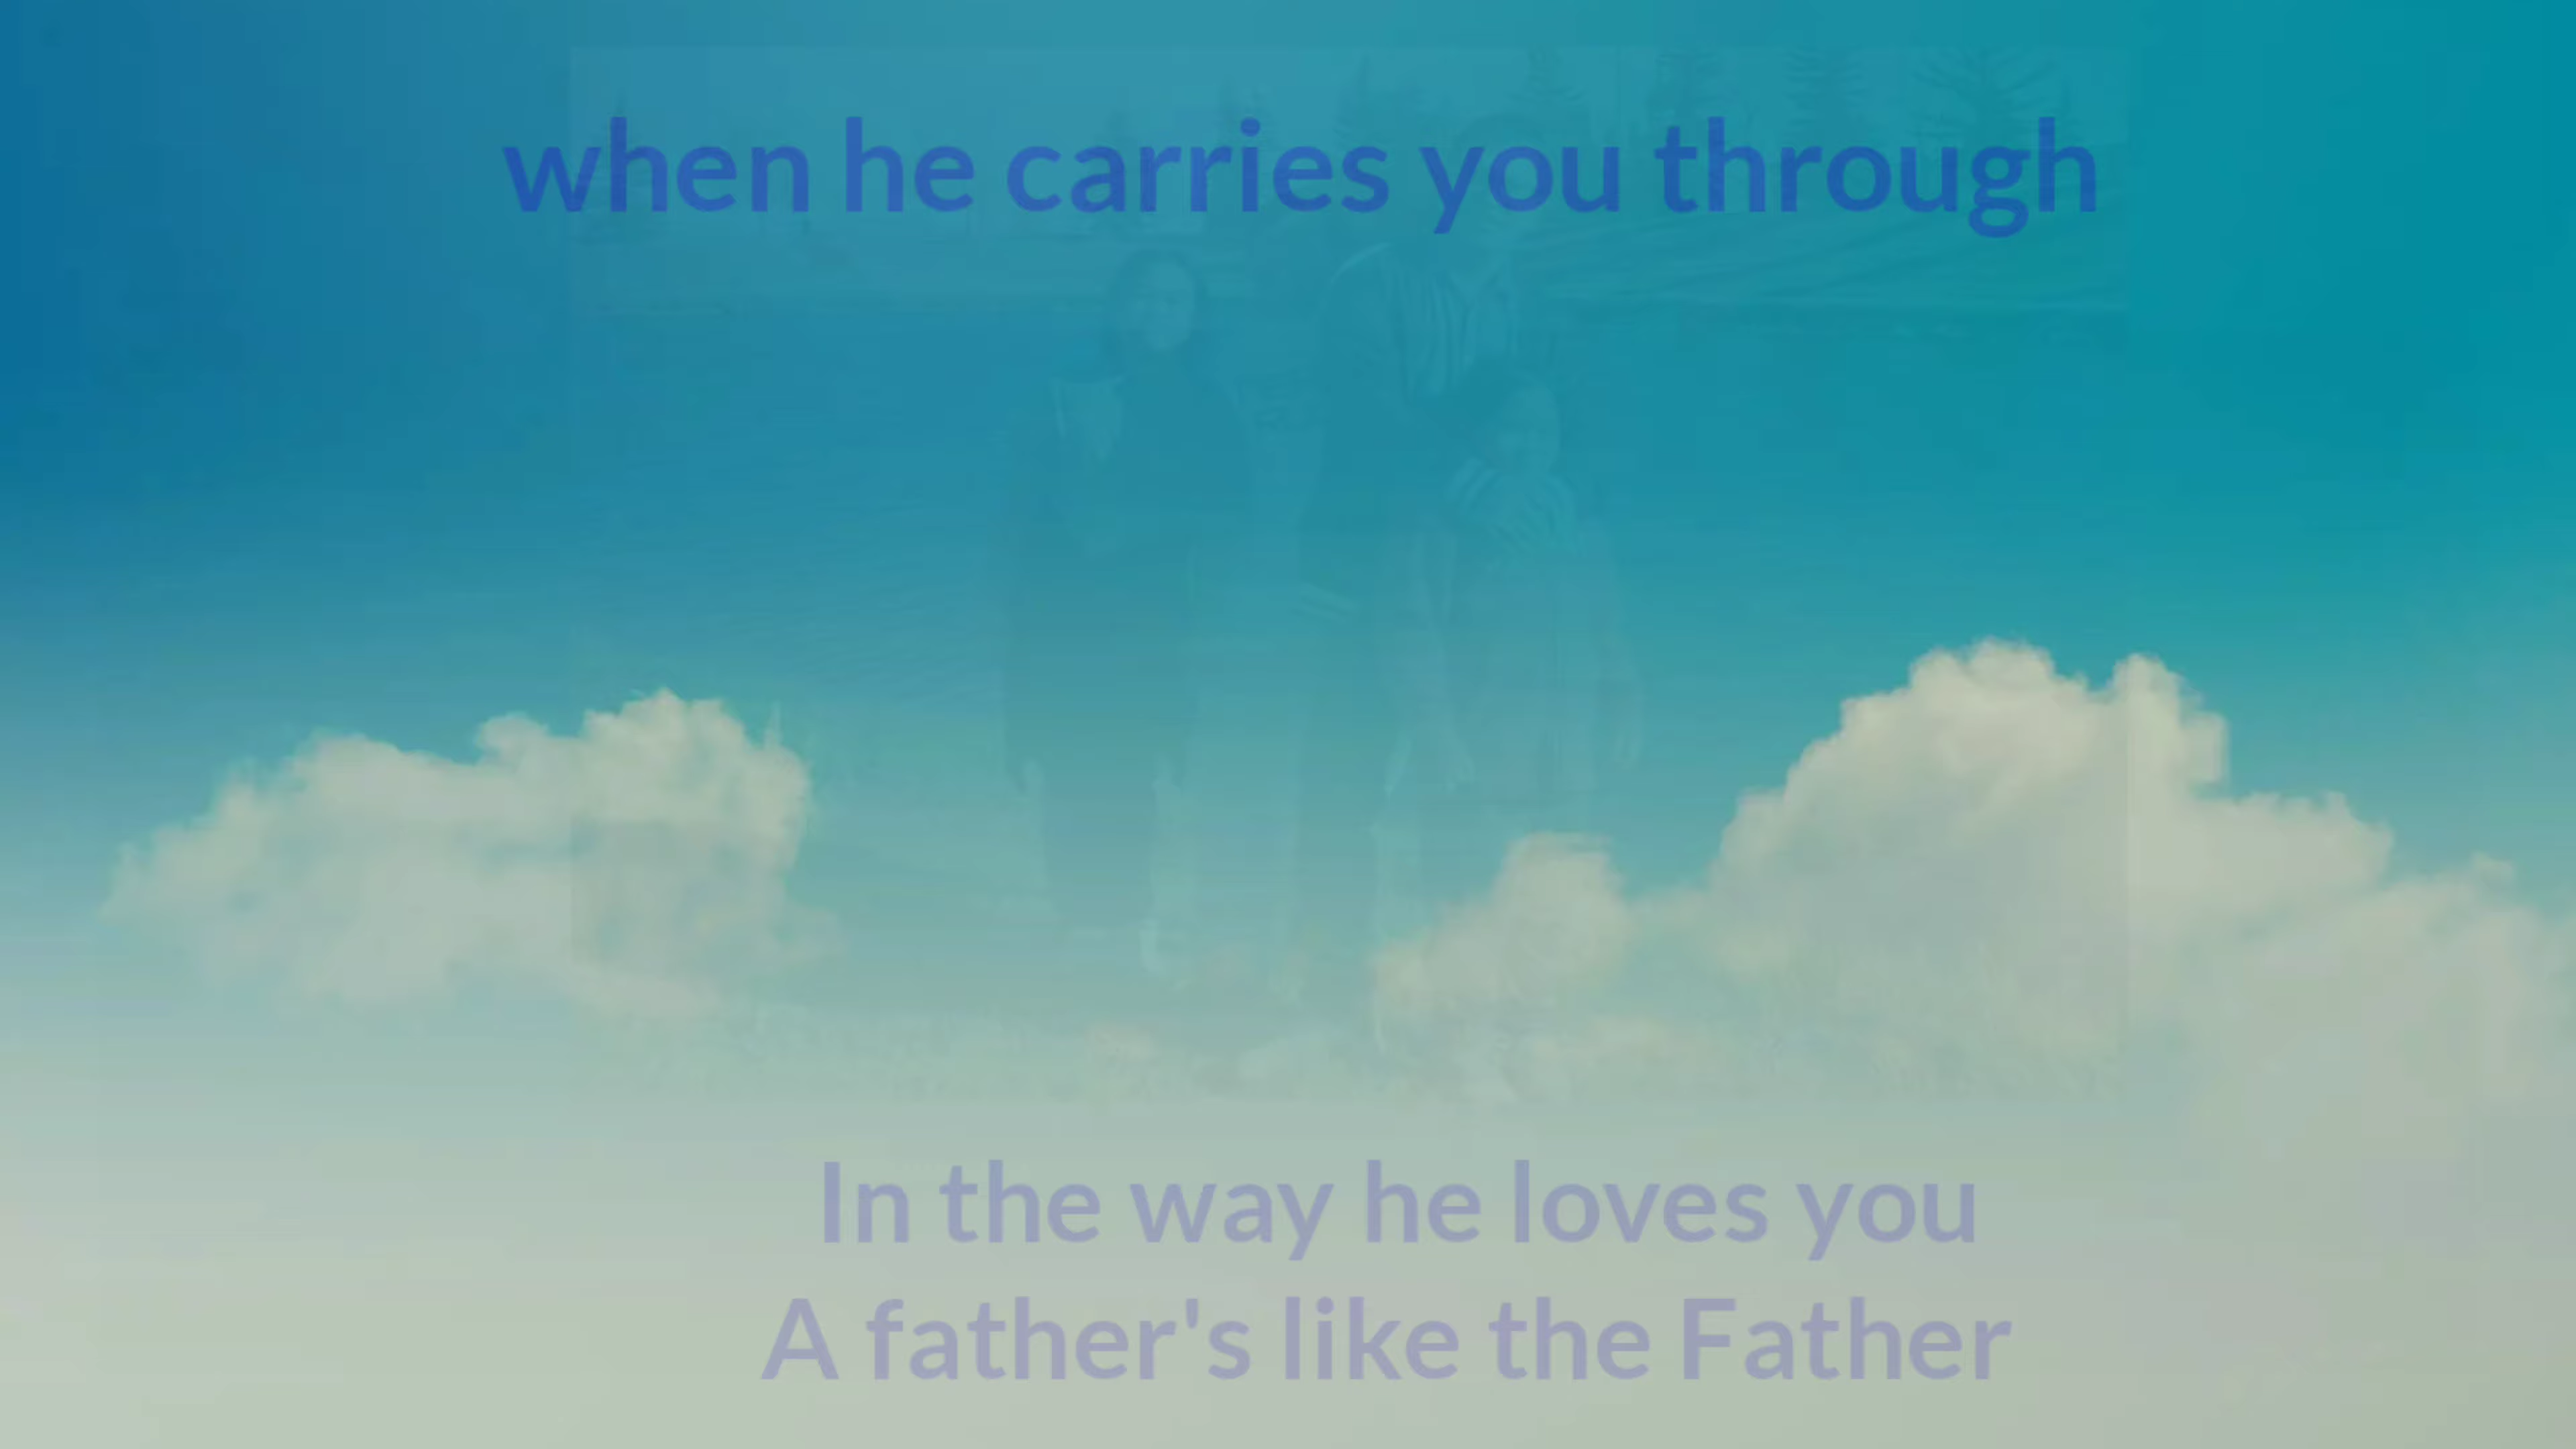 when he carries you through
In the way he loves you
A father's like the Father